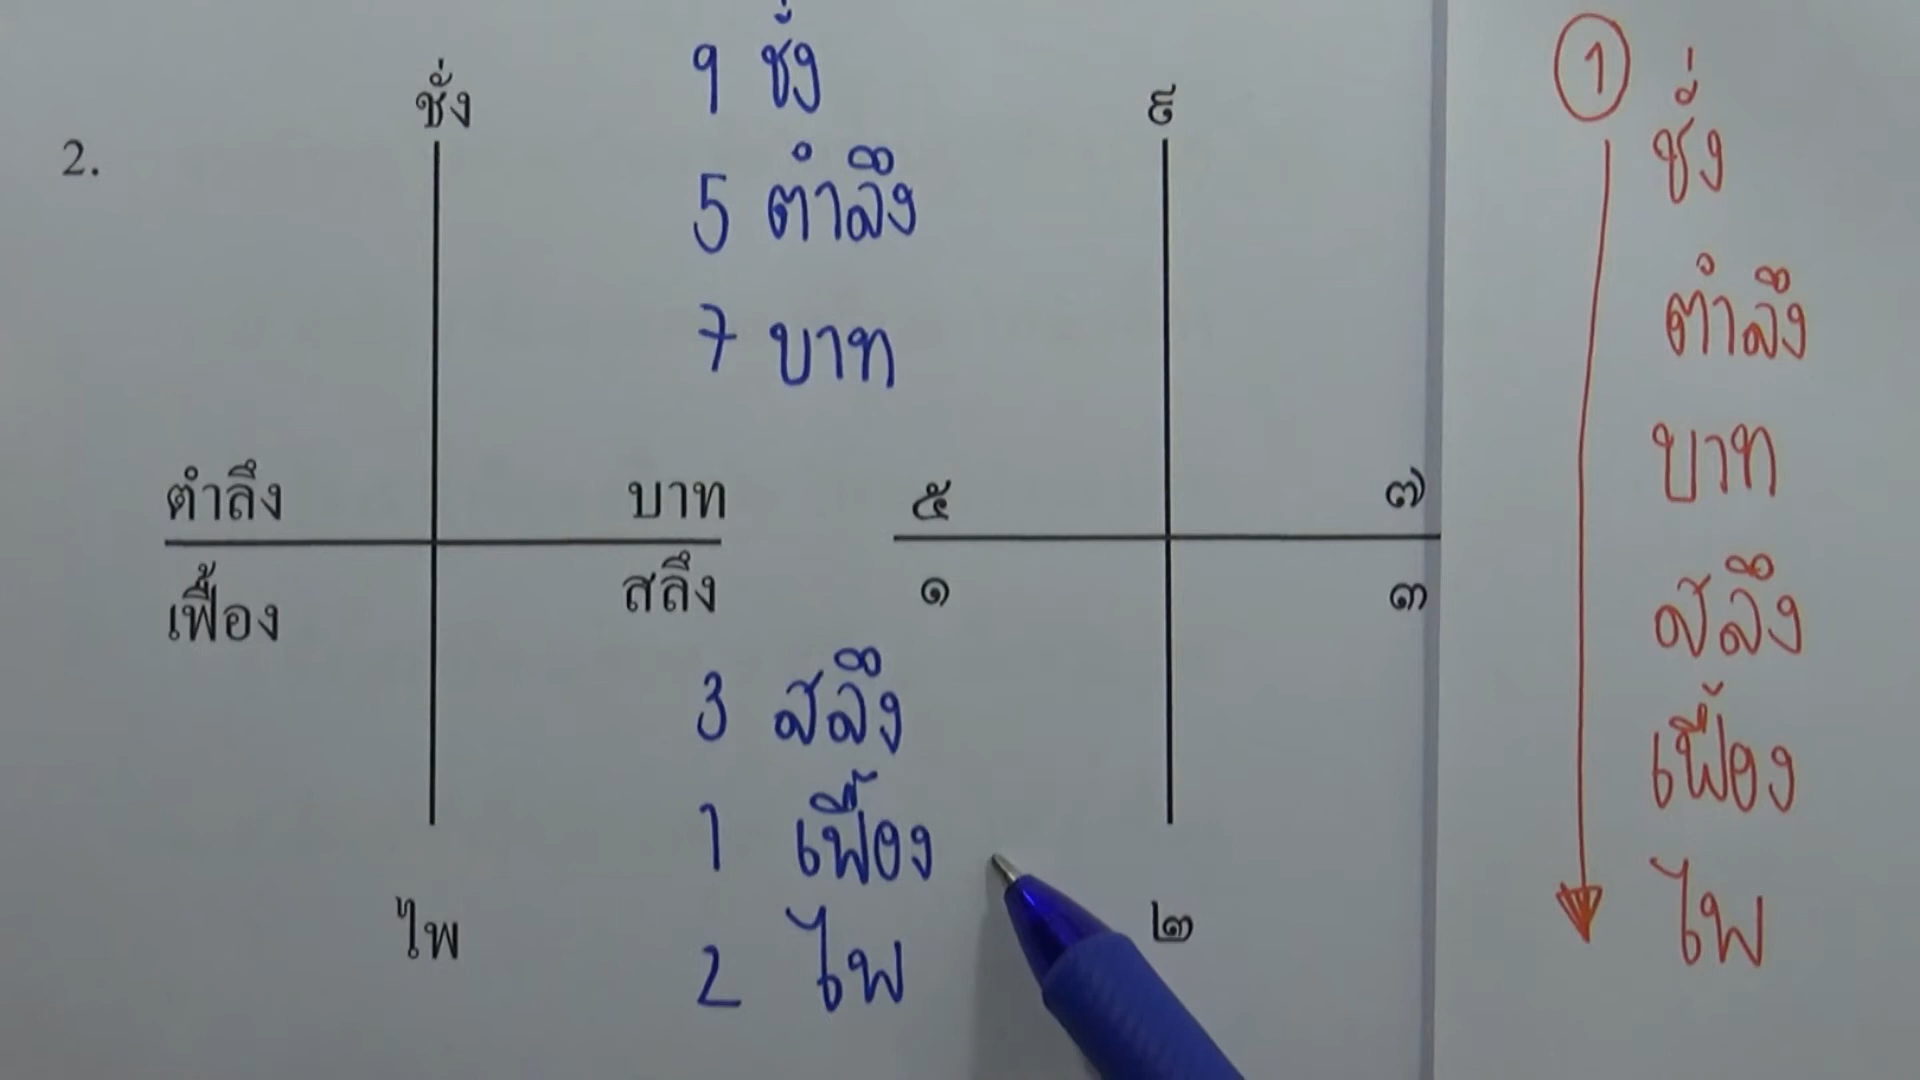 2.
ชั่ง
ตำลึง
บาท
เฟื้อง
สลึง
ไพ
9 ชั่ง
5 ตำลึง
7 บาท
3 สลึง
1 เฟื้อง
2 ไพ
๙
๕
๗
๑
๓
๒
1
ชั่ง
ตำลึง
บาท
สลึง
เฟื้อง
ไพ